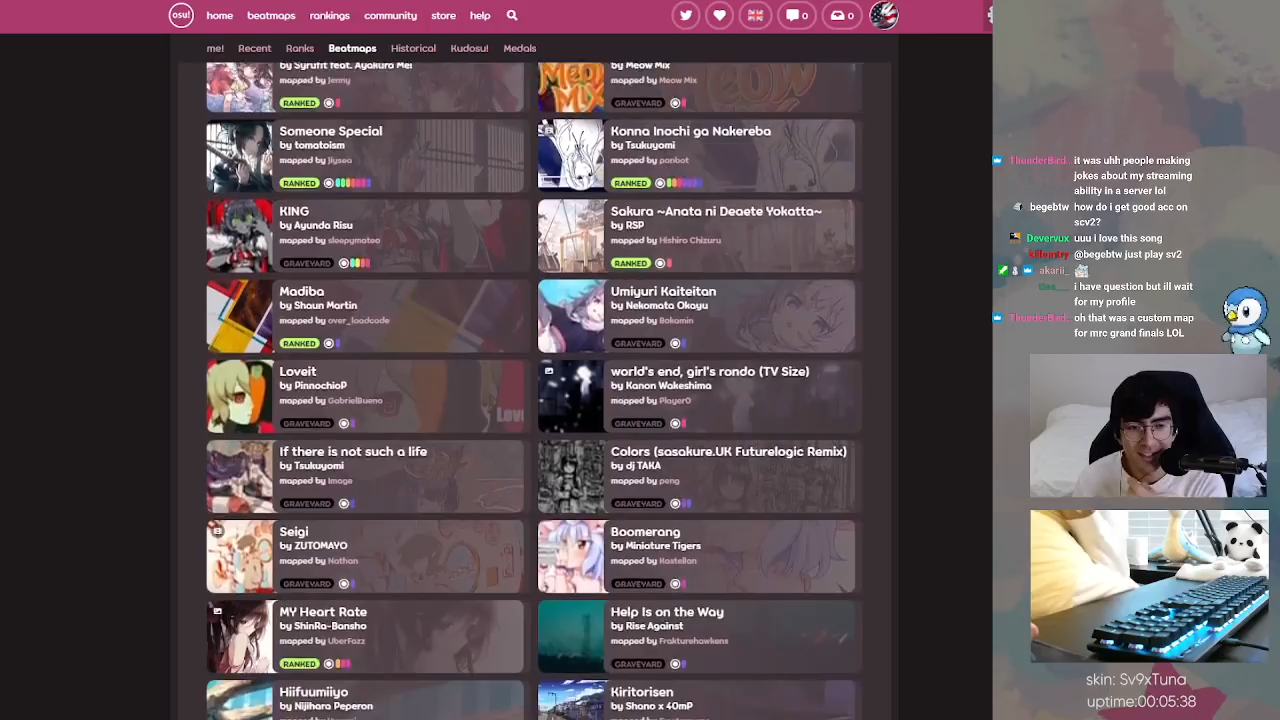 osu!
home
beatmaps
rankings
community
store
help
0
0
me!
Recent
Ranks
Beatmaps
Historical
Kudosu!
Medals
by Syrufit feat. Ayakura Mei
mapped by Jenny
RANKED
by Meow Mix
mapped by Meow Mix
GRAVEYARD
Someone Special
by tomatoism
mapped by Jiysea
RANKED
Konna Inochi ga Nakereba
by Tsukuyomi
mapped by panbot
RANKED
KING
by Ayunda Risu
mapped by sleepymateo
GRAVEYARD
Sakura ~Anata ni Deaete Yokatta~
by RSP
mapped by Hishiro Chizuru
RANKED
Madiba
by Shaun Martin
mapped by over_loadcode
RANKED
Umiyuri Kaiteitan
by Nekomata Okayu
mapped by Bokamin
GRAVEYARD
Loveit
by PinnochioP
mapped by GabrielBueno
GRAVEYARD
world's end, girl's rondo (TV Size)
by Kanon Wakeshima
mapped by Player0
GRAVEYARD
If there is not such a life
by Tsukuyomi
mapped by Image
GRAVEYARD
Colors (sasakure.UK Futurelogic Remix)
by dj TAKA
mapped by peng
GRAVEYARD
Seigi
by ZUTOMAYO
mapped by Nathan
GRAVEYARD
Boomerang
by Miniature Tigers
mapped by Kastellan
GRAVEYARD
MY Heart Rate
by ShinRa-Bansho
mapped by UberFazz
RANKED
Help Is on the Way
by Rise Against
mapped by Frakturehawkens
GRAVEYARD
Hiifuumiiyo
by Nijihara Peperon
Kiritorisen
by Shano x 40mP
it was uhh people making
jokes about my streaming
ability in a server lol
begebtw how do i get good acc on
scv2?
Devervux uuu i love this song
@begebtw just play sv2
akarii_
i have question but ill wait
for my profile
oh that was a custom map
for mrc grand finals LOL
skin: Sv9xTuna
uptime:00:05:38